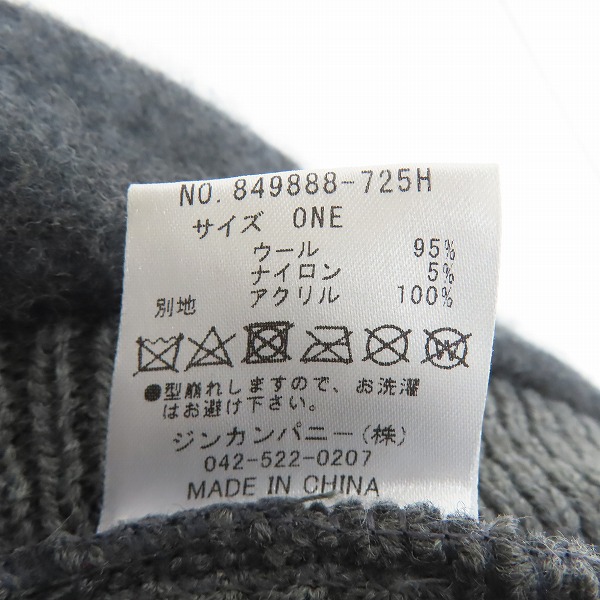 NO. 849888-725H
サイズ ONE
ウール 95%
ナイロン 5%
別地 アクリル 100%
●型崩れしますので、お洗濯
はお避け下さい。
ジンカンパニー(株)
042-522-0207
MADE IN CHINA